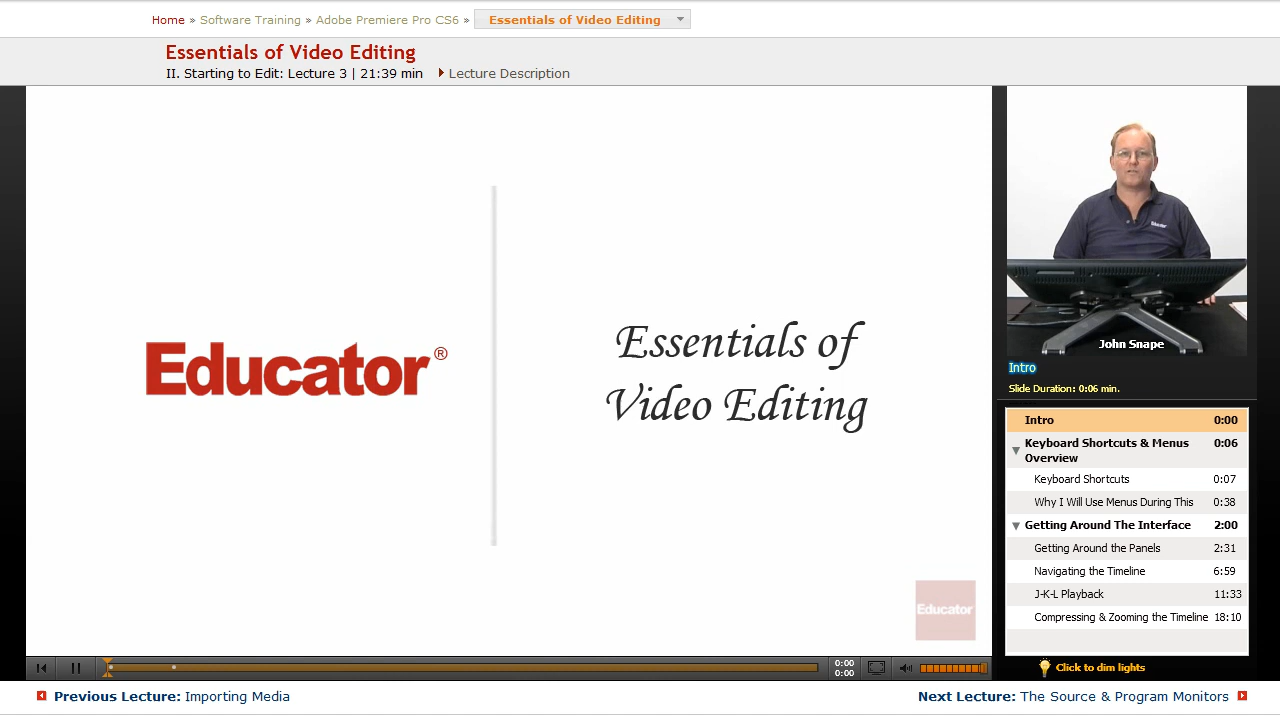 Home » Software Training » Adobe Premiere Pro CS6 » Essentials of Video Editing
Essentials of Video Editing
II. Starting to Edit: Lecture 3 | 21:39 min Lecture Description
Educator®
Essentials of
Video Editing
Educator
Educator
John Snape
Intro
Slide Duration: 0:06 min.
Intro 0:00
Keyboard Shortcuts & Menus 0:06
Overview
Keyboard Shortcuts 0:07
Why I Will Use Menus During This 0:38
Getting Around The Interface 2:00
Getting Around the Panels 2:31
Navigating the Timeline 6:59
J-K-L Playback 11:33
Compressing & Zooming the Timeline 18:10
0:00
0:00
Click to dim lights
Previous Lecture: Importing Media
Next Lecture: The Source & Program Monitors